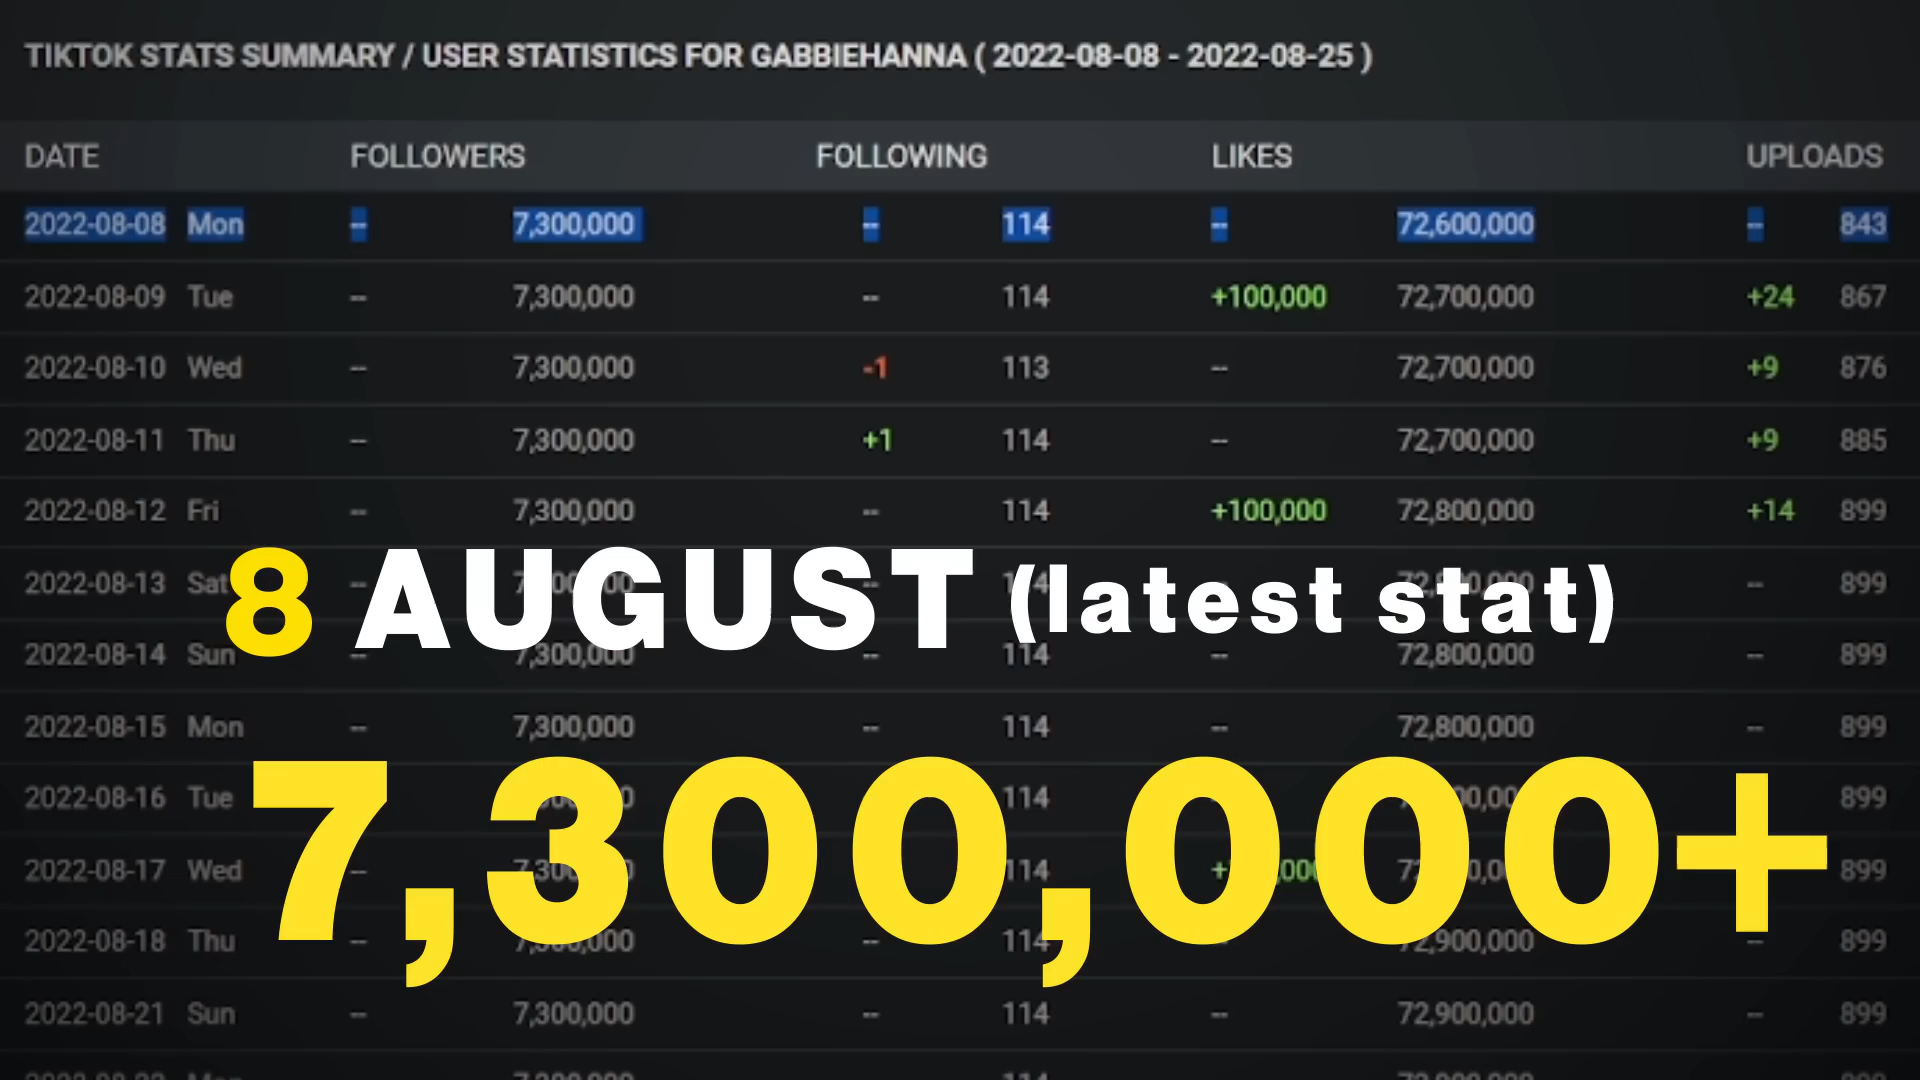 TIKTOK STATS SUMMARY / USER STATISTICS FOR GABBIEHANNA ( 2022-08-08 - 2022-08-25 )
DATE FOLLOWERS FOLLOWING LIKES UPLOADS
2022-08-08 Mon -- 7,300,000 -- 114 -- 72,600,000 -- 843
2022-08-09 Tue -- 7,300,000 -- 114 +100,000 72,700,000 +24 867
2022-08-10 Wed -- 7,300,000 -1 113 -- 72,700,000 +9 876
2022-08-11 Thu -- 7,300,000 +1 114 -- 72,700,000 +9 885
2022-08-12 Fri -- 7,300,000 -- 114 +100,000 72,800,000 +14 899
2022-08-13 Sat -- 899
8 AUGUST (latest stat)
2022-08-14 Sun -- 7,300,000 -- 114 -- 72,800,000 -- 899
2022-08-15 Mon -- 7,300,000 -- 114 -- 72,800,000 -- 899
2022-08-16 Tue 114 899
7,300,000+
2022-08-17 Wed -- 114 899
2022-08-18 Thu -- -- 114 -- 72,900,000 -- 899
2022-08-21 Sun -- 7,300,000 -- 114 -- 72,900,000 -- 899